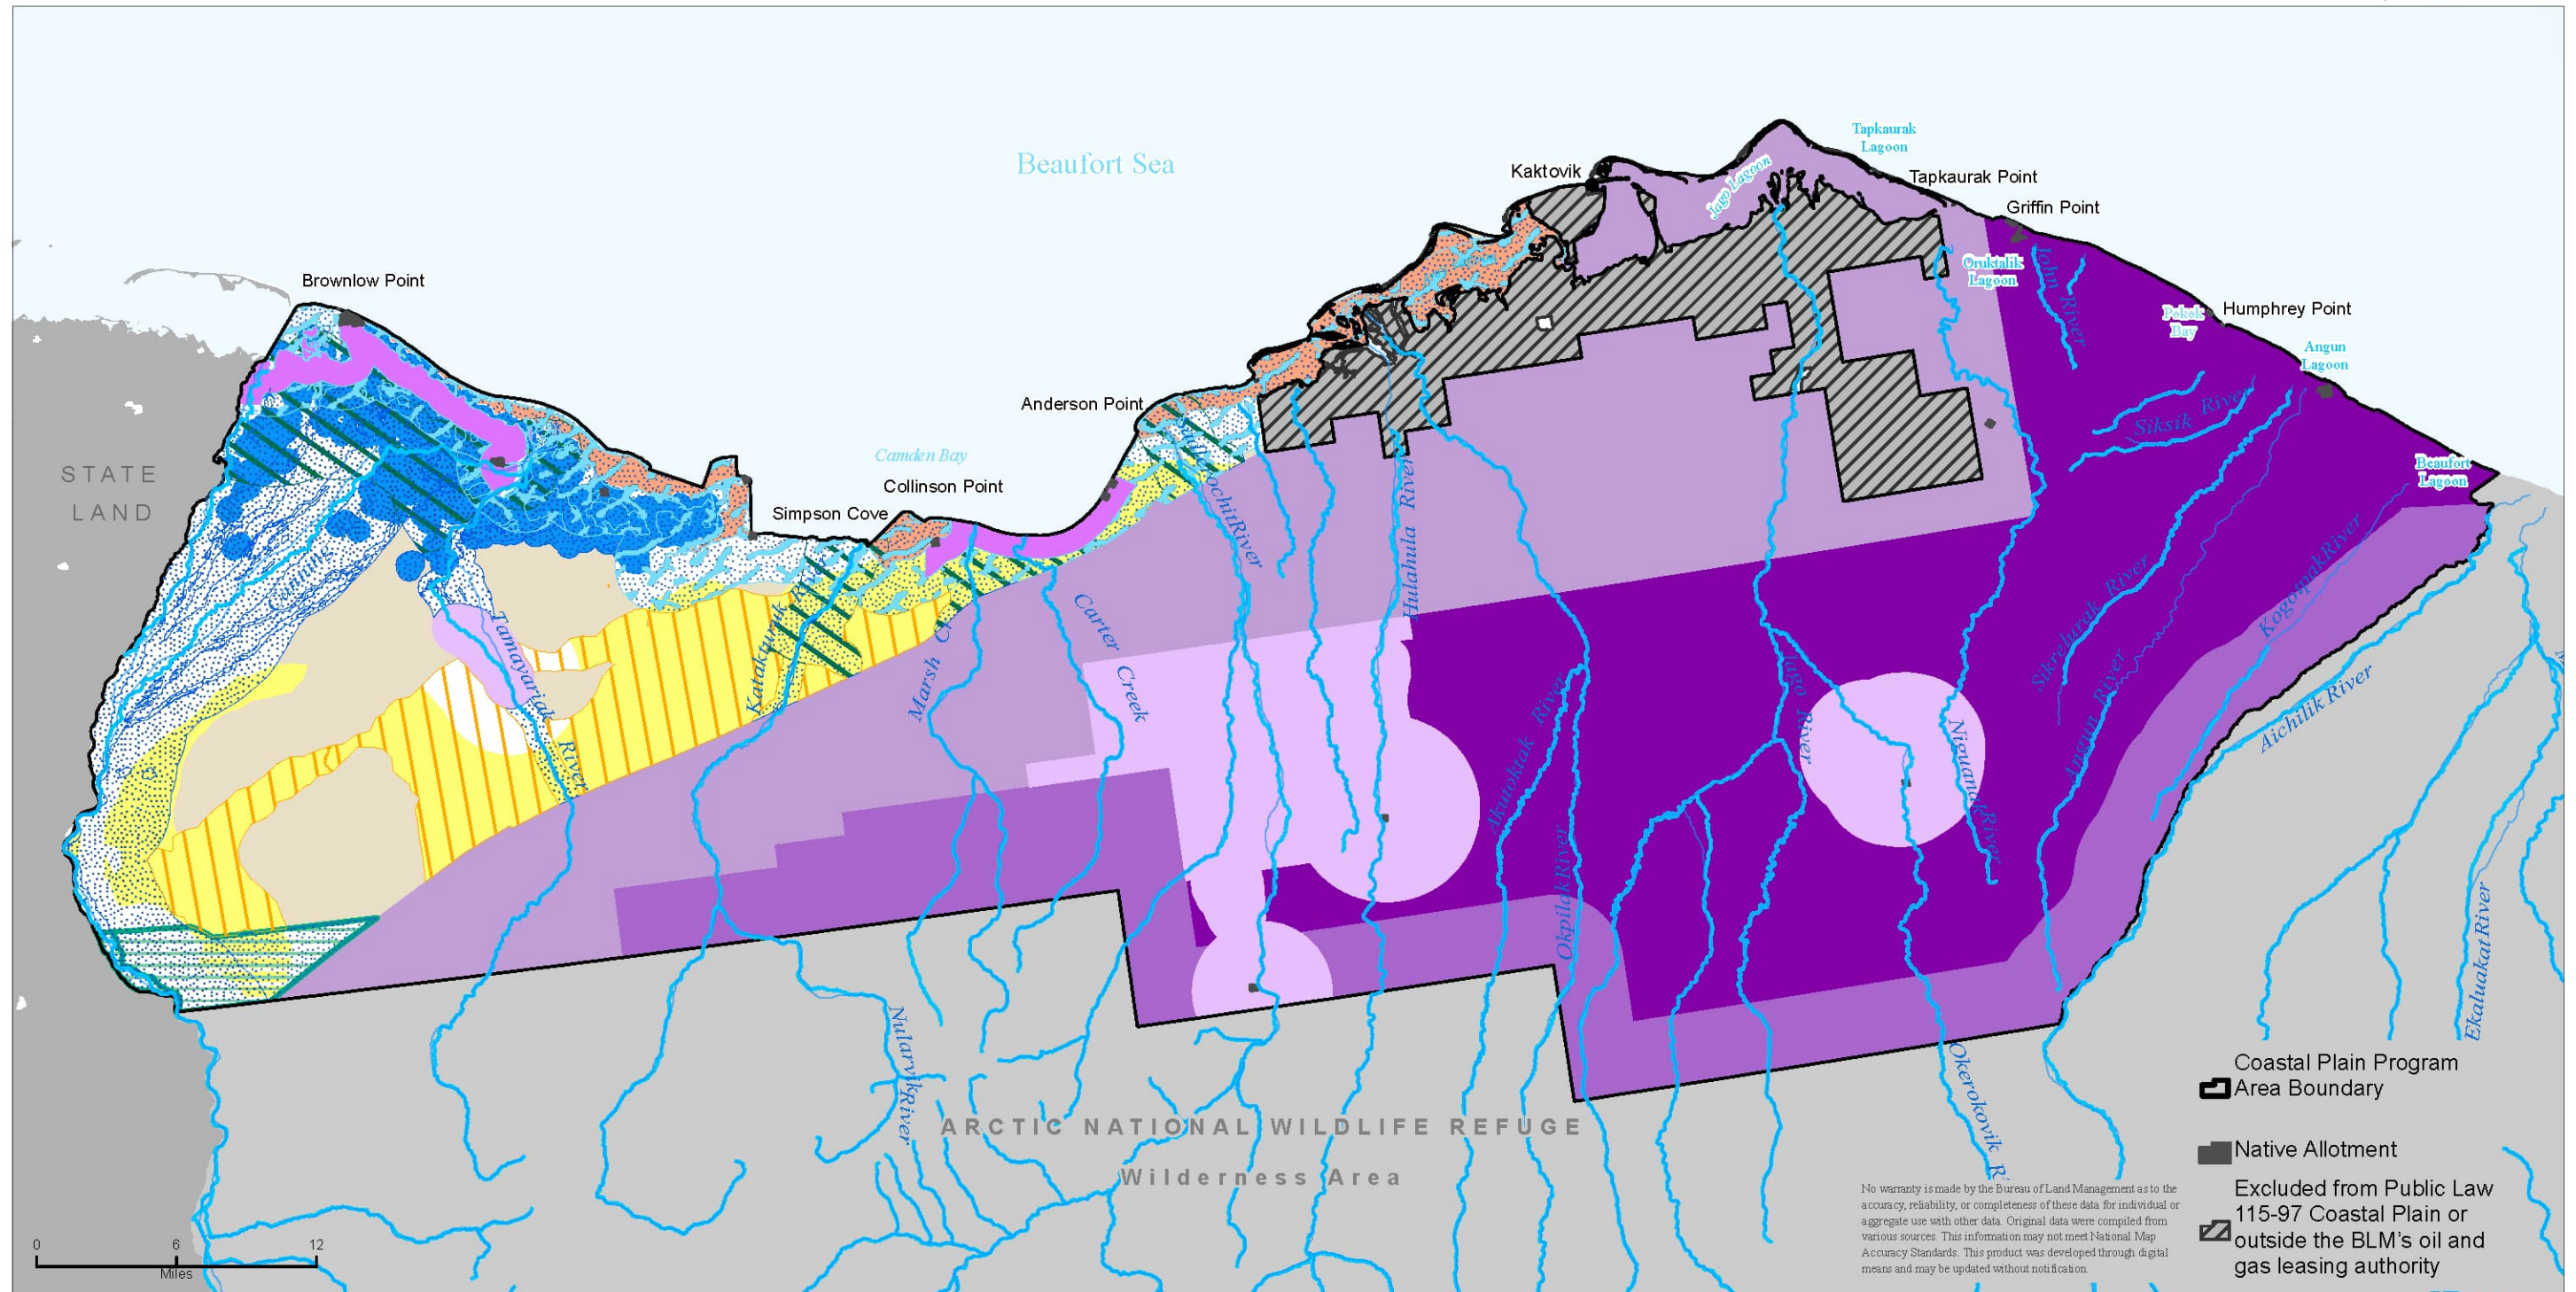 Beaufort Sea
Tapkaurak
Lagoon
Kaktovik
Jago Lagoon
Tapkaurak Point
Griffin Point
Oruktalik
Lagoon
John River
Brownlow Point
Pokok
Bay
Humphrey Point
Angun
Lagoon
Anderson Point
Siksik River
Camden Bay
Beaufort
Lagoon
STATE
LAND
Collinson Point
Simpson Cove
Canning
Tamayariak
River
Katakturuk River
Marsh Cr
Carter Creek
River
Hulahula River
Akutoktak River
Okpilak River
Jago River
Niguanak River
Sikrelurak River
Angun River
Kogotpak River
Aichilik River
Ekaluakat River
Nularvik River
Okerokovik R
ARCTIC NATIONAL WILDLIFE REFUGE
Wilderness Area
Coastal Plain Program
Area Boundary
Native Allotment
Excluded from Public Law
115-97 Coastal Plain or
outside the BLM's oil and
gas leasing authority
No warranty is made by the Bureau of Land Management as to the
accuracy, reliability, or completeness of these data for individual or
aggregate use with other data. Original data were compiled from
various sources. This information may not meet National Map
Accuracy Standards. This product was developed through digital
means and may be updated without notification.
0 6 12
Miles